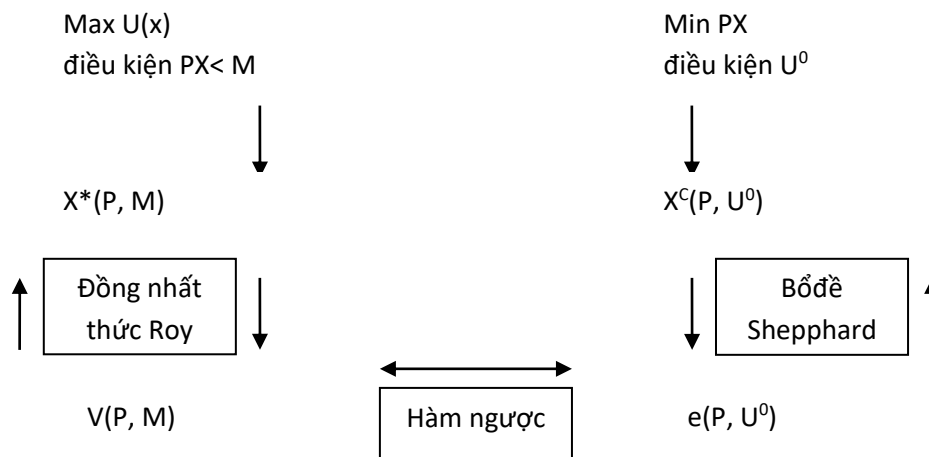 Max U(x)
điều kiện PX< M
Min PX
điều kiện U⁰
X*(P, M)
Xᶜ(P, U⁰)
Đồng nhất
thức Roy
Bổđề
Shepphard
V(P, M)
Hàm ngược
e(P, U⁰)